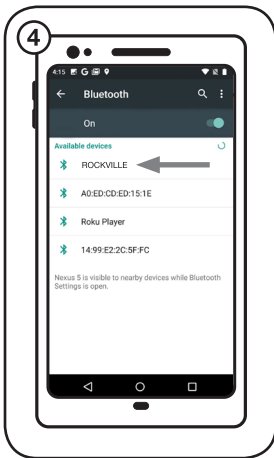 4
4:15
Bluetooth
On
Available devices
ROCKVILLE
A0:ED:CD:ED:15:1E
Roku Player
14:99:E2:2C:5F:FC
Nexus 5 is visible to nearby devices while Bluetooth
Settings is open.